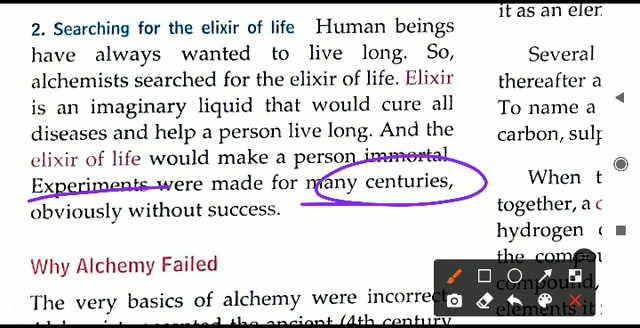 2. Searching for the elixir of life Human beings
have always wanted to live long. So,
alchemists searched for the elixir of life. Elixir
is an imaginary liquid that would cure all
diseases and help a person live long. And the
elixir of life would make a person immortal.
Experiments were made for many centuries,
obviously without success.
Why Alchemy Failed
The very basics of alchemy were incorrect.
it as an
Several
thereafter a
To name a
carbon,
When
together, a
hydrogen
the
compound,
elements it